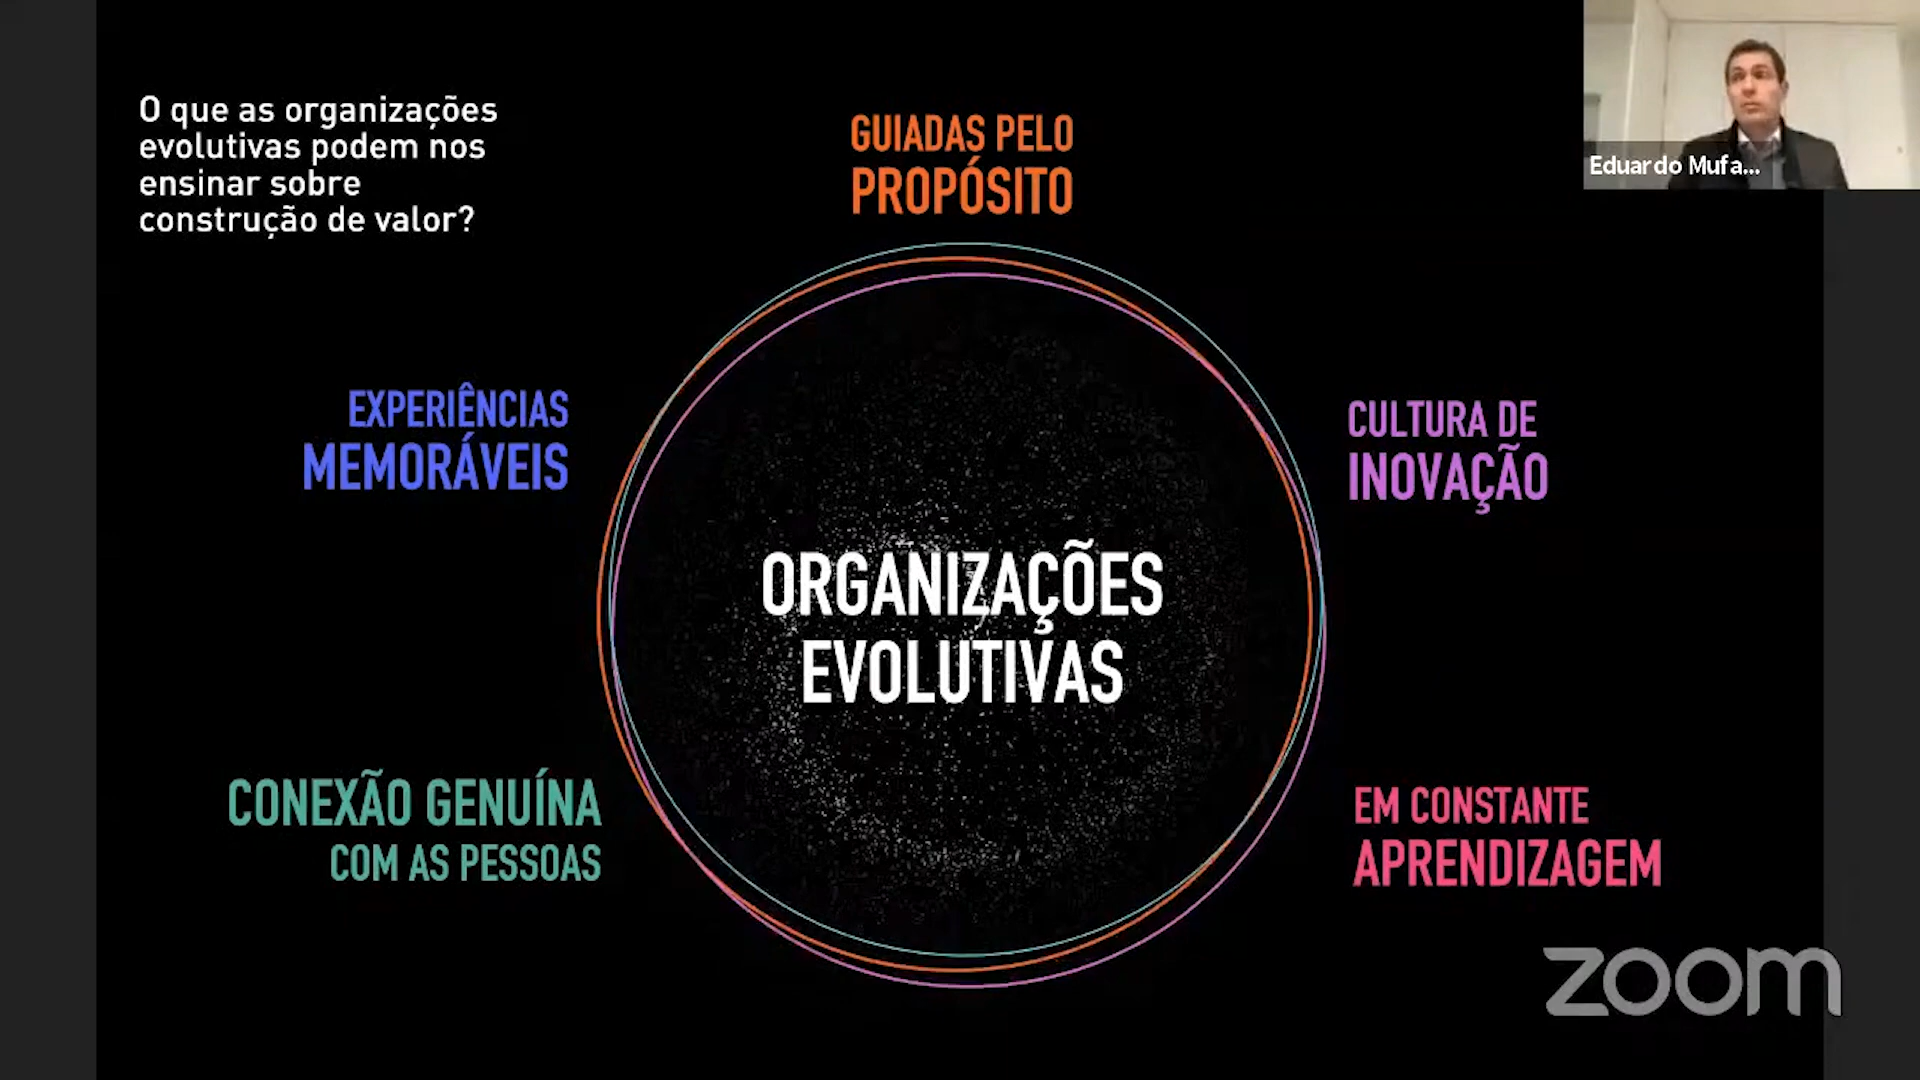 O que as organizações
evolutivas podem nos
ensinar sobre
construção de valor?
GUIADAS PELO
PROPÓSITO
Eduardo Mufa...
EXPERIÊNCIAS
MEMORÁVEIS
CULTURA DE
INOVAÇÃO
ORGANIZAÇÕES
EVOLUTIVAS
CONEXÃO GENUÍNA
COM AS PESSOAS
EM CONSTANTE
APRENDIZAGEM
zoom